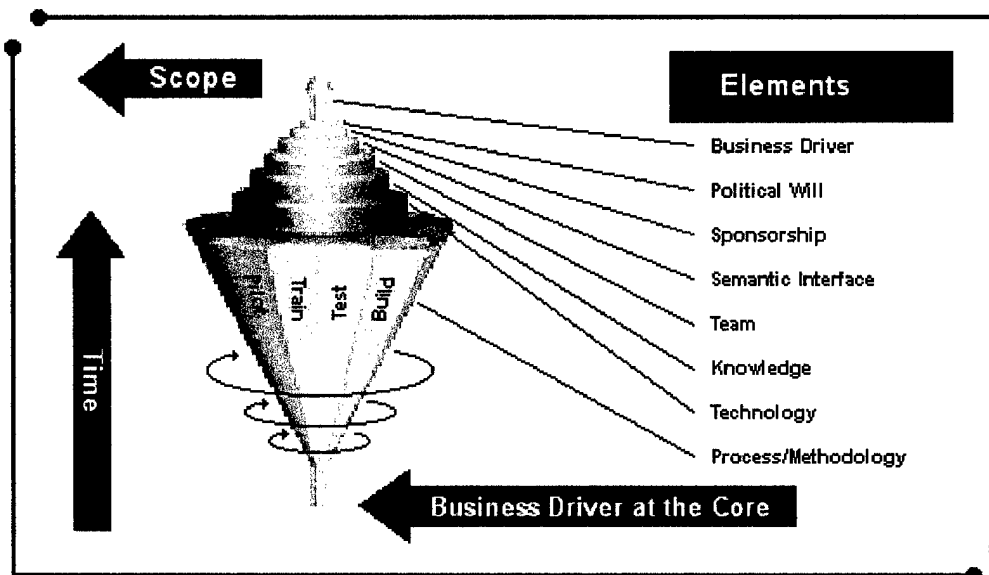 Scope
Elements
Business Driver
Political Will
Sponsorship
Semantic Interface
Team
Knowledge
Technology
Process/Methodology
Pilot
Train
Test
Build
Time
Business Driver at the Core